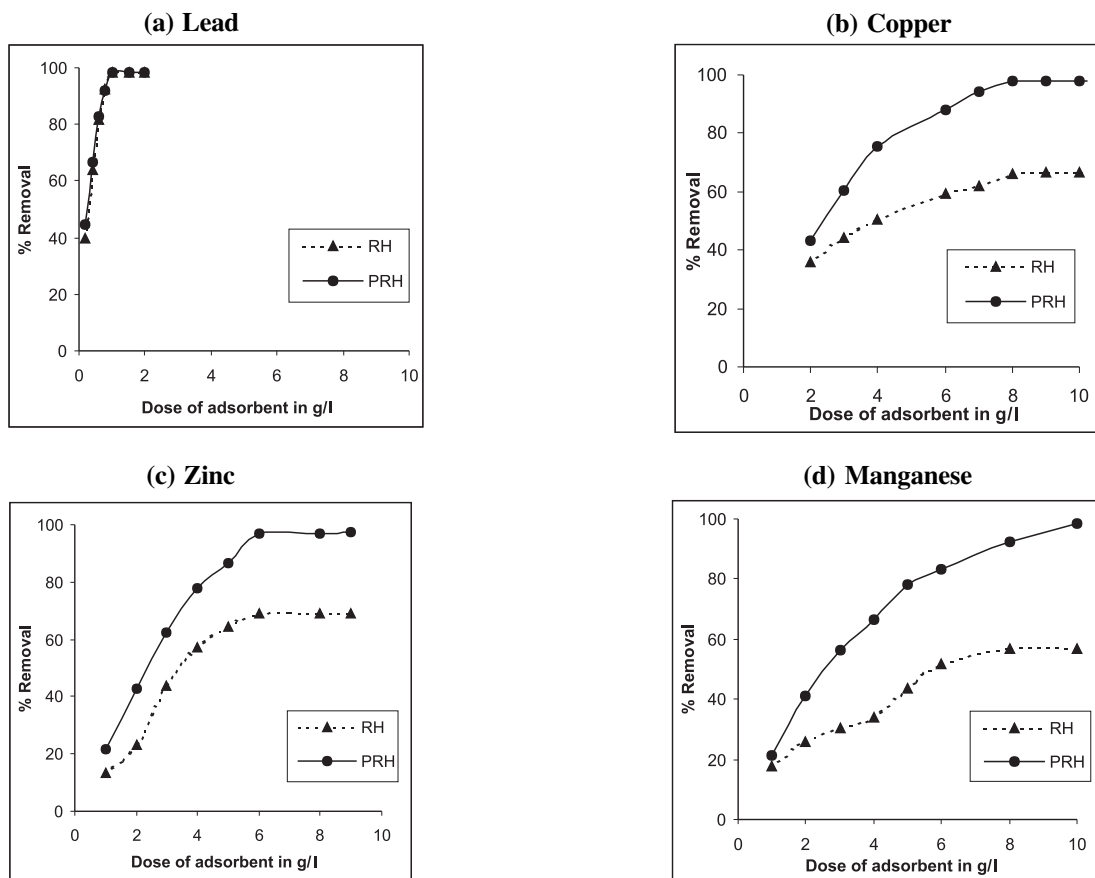 (a) Lead
100
80
60
40
20
0
% Removal
RH
PRH
0 2 4 6 8 10
Dose of adsorbent in g/l
(b) Copper
100
80
60
40
20
0
% Removal
RH
PRH
0 2 4 6 8 10
Dose of adsorbent in g/l
(c) Zinc
100
80
60
40
20
0
% Removal
RH
PRH
0 2 4 6 8 10
Dose of adsorbent in g/l
(d) Manganese
100
80
60
40
20
0
% Removal
RH
PRH
0 2 4 6 8 10
Dose of adsorbent in g/l